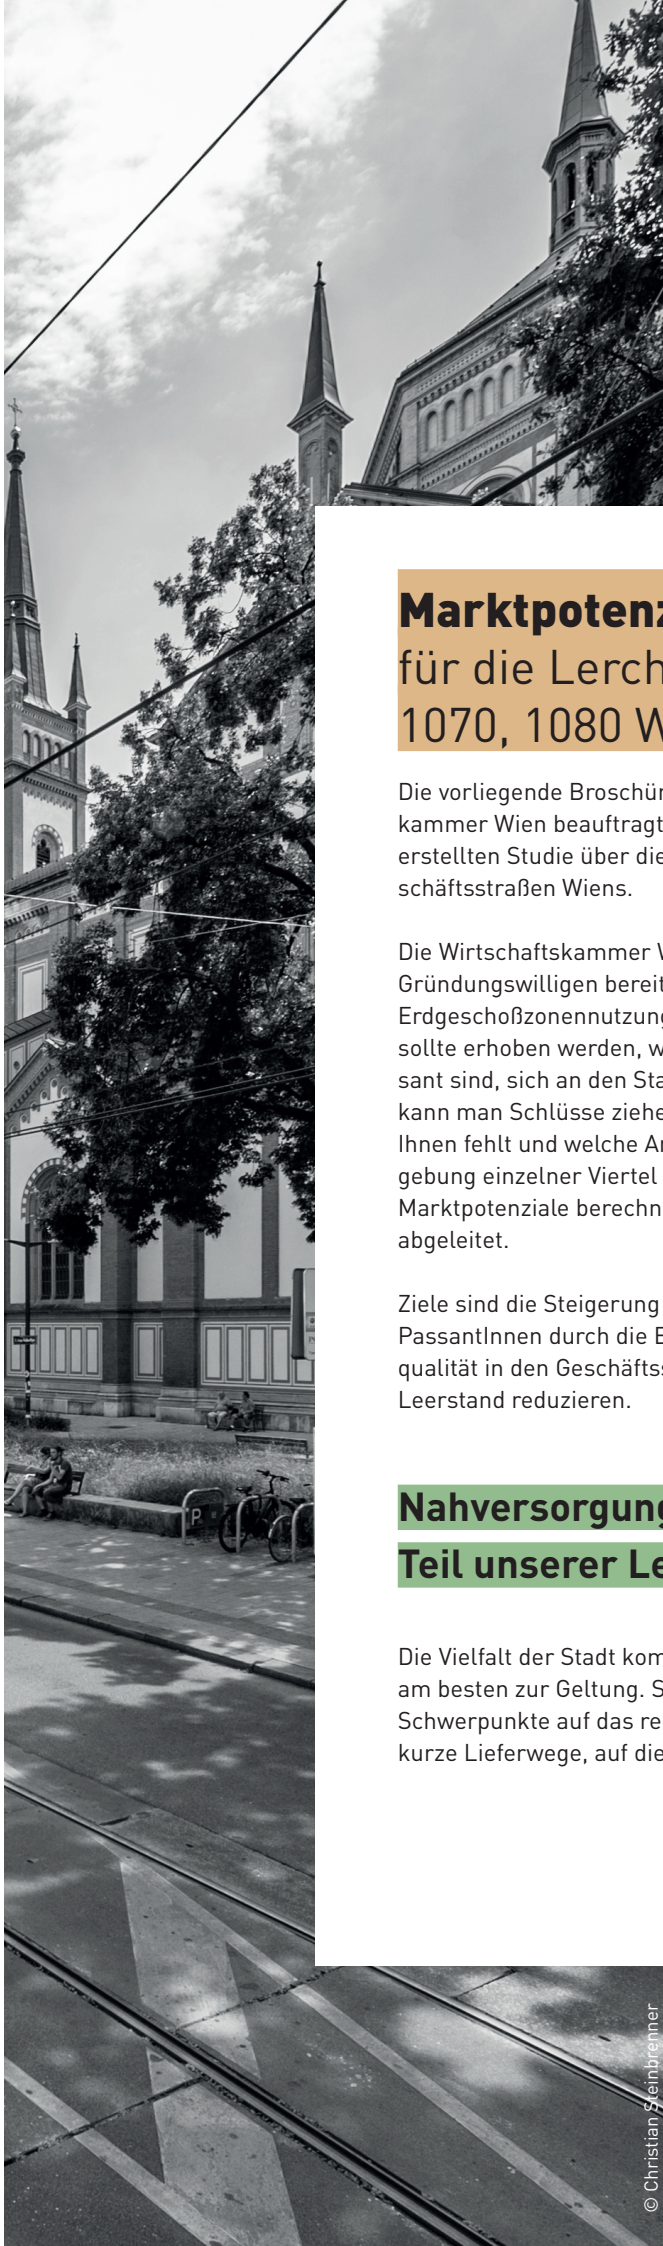 Marktpotenz
für die Lerch
1070, 1080 W
Die vorliegende Broschür
kammer Wien beauftragt
erstellten Studie über die
schäftsstraßen Wiens.
Die Wirtschaftskammer W
Gründungswilligen bereit
Erdgeschoßzonennutzung
sollte erhoben werden, w
sant sind, sich an den Sta
kann man Schlüsse ziehe
Ihnen fehlt und welche An
gebung einzelner Viertel
Marktpotenziale berechn
abgeleitet.
Ziele sind die Steigerung
PassantInnen durch die E
qualität in den Geschäftss
Leerstand reduzieren.
Nahversorgung
Teil unserer Le
Die Vielfalt der Stadt kom
am besten zur Geltung. S
Schwerpunkte auf das re
kurze Lieferwege, auf die
P
© Christian Steinbrenner